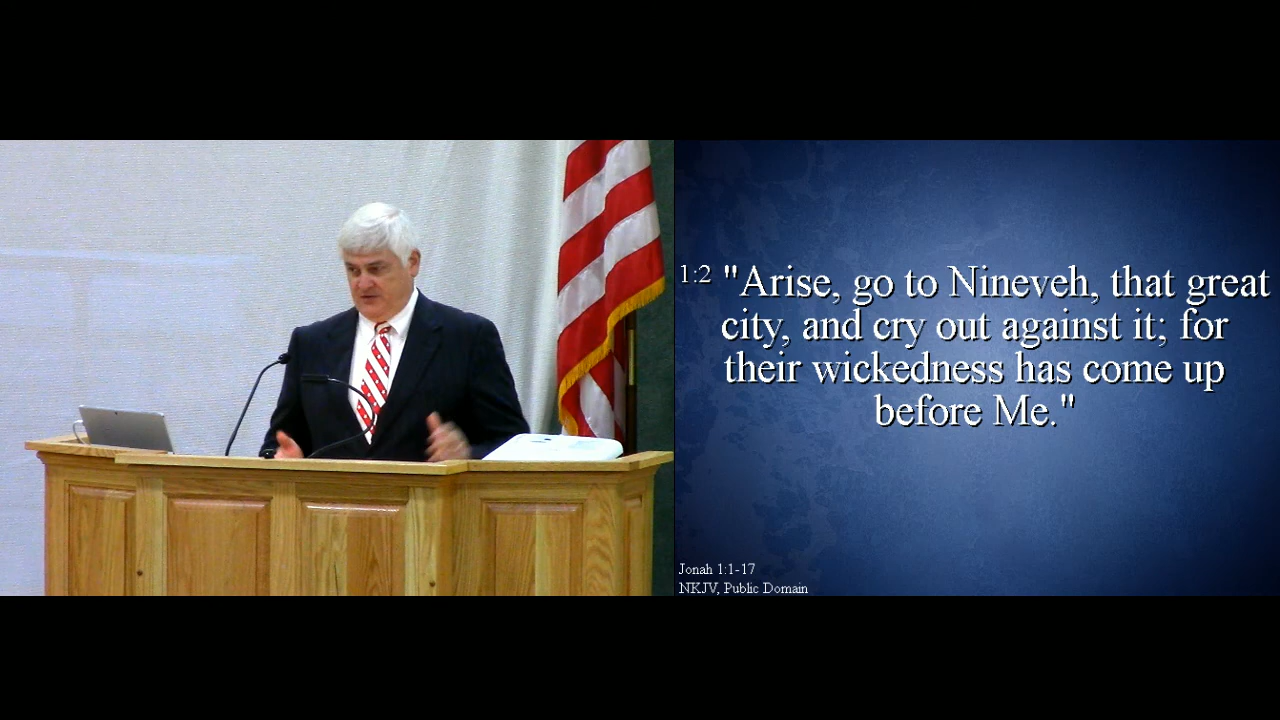 1:2 "Arise, go to Nineveh, that great
city, and cry out against it; for
their wickedness has come up
before Me."
Jonah 1:1-17
NKJV, Public Domain